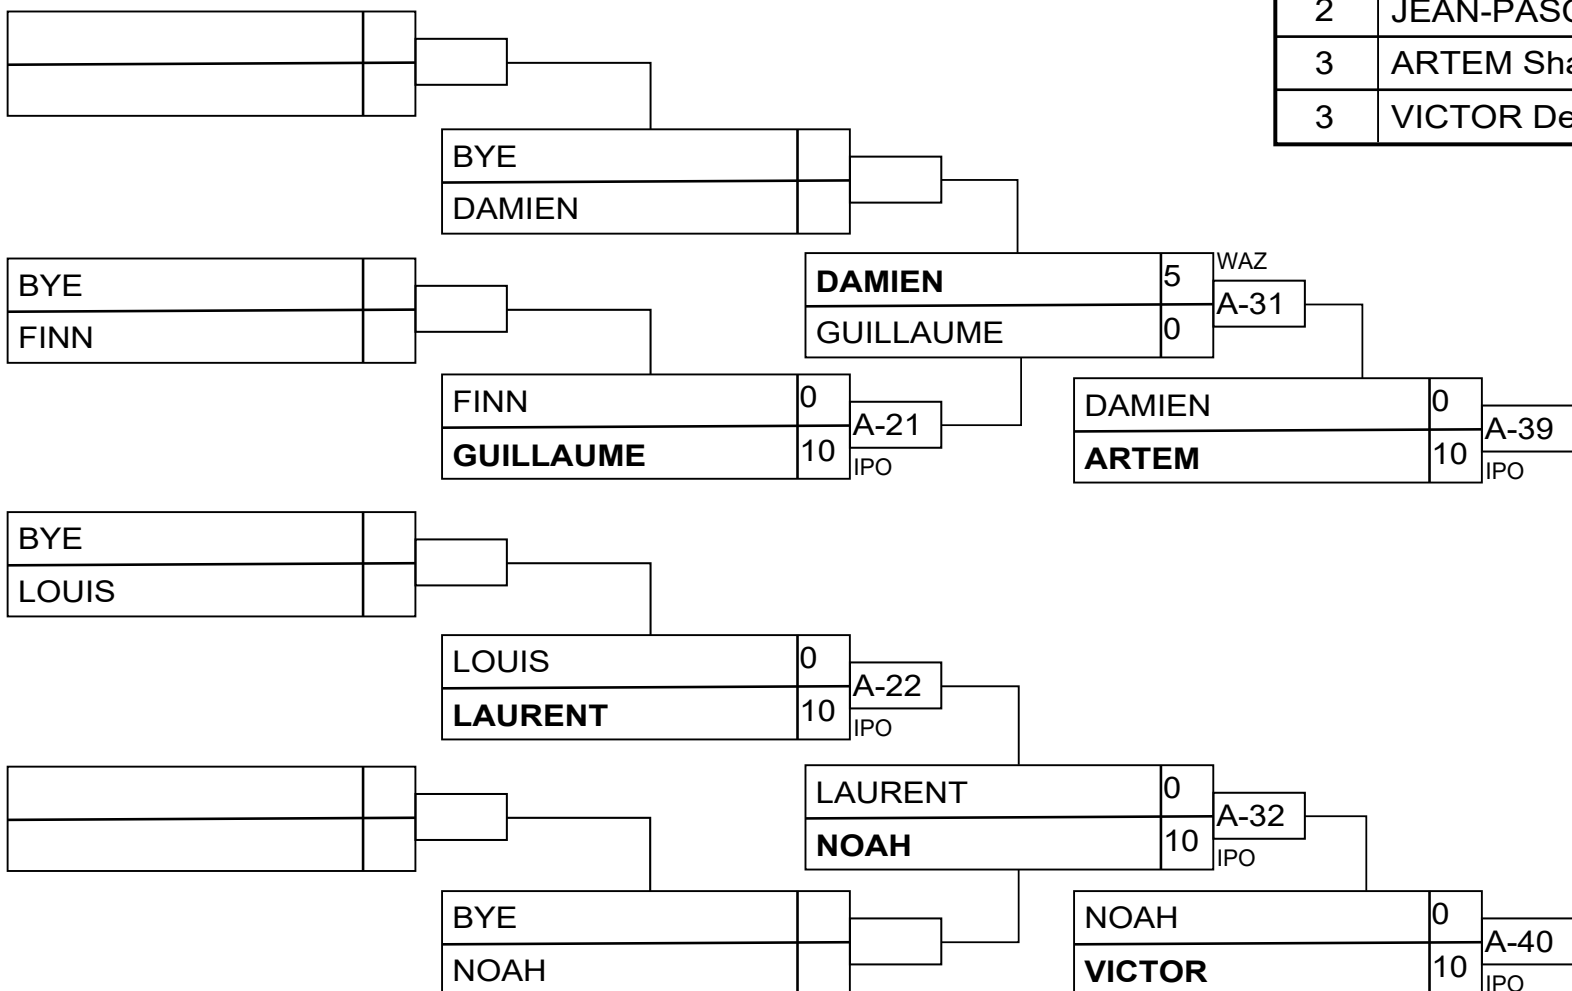 2 JEAN-PASC
3 ARTEM Sha
3 VICTOR De
BYE
DAMIEN
BYE
FINN
DAMIEN 5 WAZ
A-31
GUILLAUME 0
FINN 0
A-21
GUILLAUME 10 IPO
DAMIEN 0
A-39
ARTEM 10 IPO
BYE
LOUIS
LOUIS 0
A-22
LAURENT 10 IPO
LAURENT 0
A-32
NOAH 10 IPO
BYE
NOAH
NOAH 0
A-40
VICTOR 10 IPO